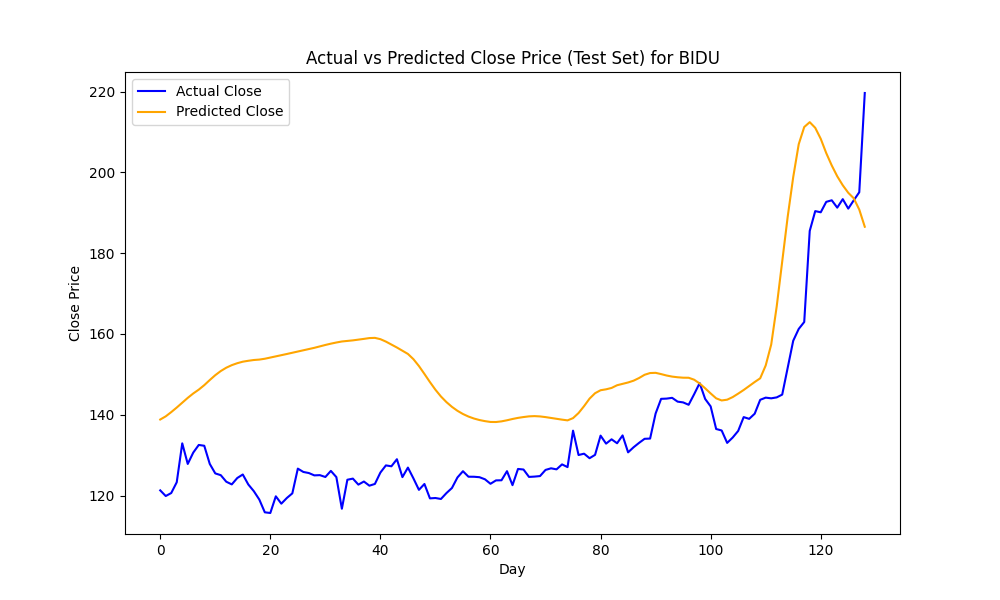 Actual vs Predicted Close Price (Test Set) for BIDU
Actual Close
Predicted Close
220
200
180
160
140
120
Close Price
0 20 40 60 80 100 120
Day